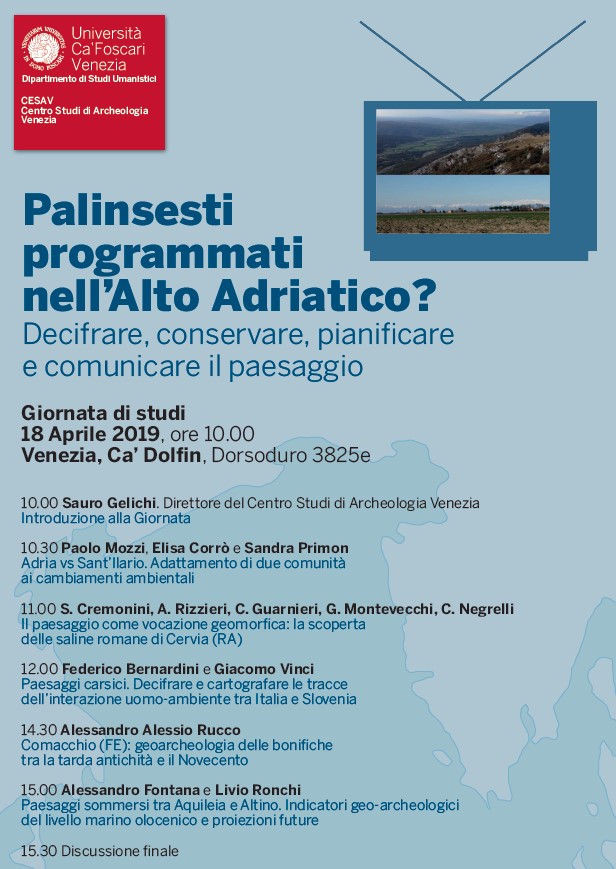 Università
Ca'Foscari
Venezia
Dipartimento di Studi Umanistici
CESAV
Centro Studi di Archeologia
Venezia
Palinsesti
programmati
nell'Alto Adriatico?
Decifrare, conservare, pianificare
e comunicare il paesaggio
Giornata di studi
18 Aprile 2019, ore 10.00
Venezia, Ca' Dolfin, Dorsoduro 3825e
10.00 Sauro Gelichi. Direttore del Centro Studi di Archeologia Venezia
Introduzione alla Giornata
10.30 Paolo Mozzi, Elisa Corrò e Sandra Primon
Adria vs Sant'Ilario. Adattamento di due comunità
ai cambiamenti ambientali
11.00 S. Cremonini, A. Rizzieri, C. Guarnieri, G. Montevecchi, C. Negrelli
Il paesaggio come vocazione geomorfica: la scoperta
delle saline romane di Cervia (RA)
12.00 Federico Bernardini e Giacomo Vinci
Paesaggi carsici. Decifrare e cartografare le tracce
dell'interazione uomo-ambiente tra Italia e Slovenia
14.30 Alessandro Alessio Rucco
Comacchio (FE): geoarcheologia delle bonifiche
tra la tarda antichità e il Novecento
15.00 Alessandro Fontana e Livio Ronchi
Paesaggi sommersi tra Aquileia e Altino. Indicatori geo-archeologici
del livello marino olocenico e proiezioni future
15.30 Discussione finale